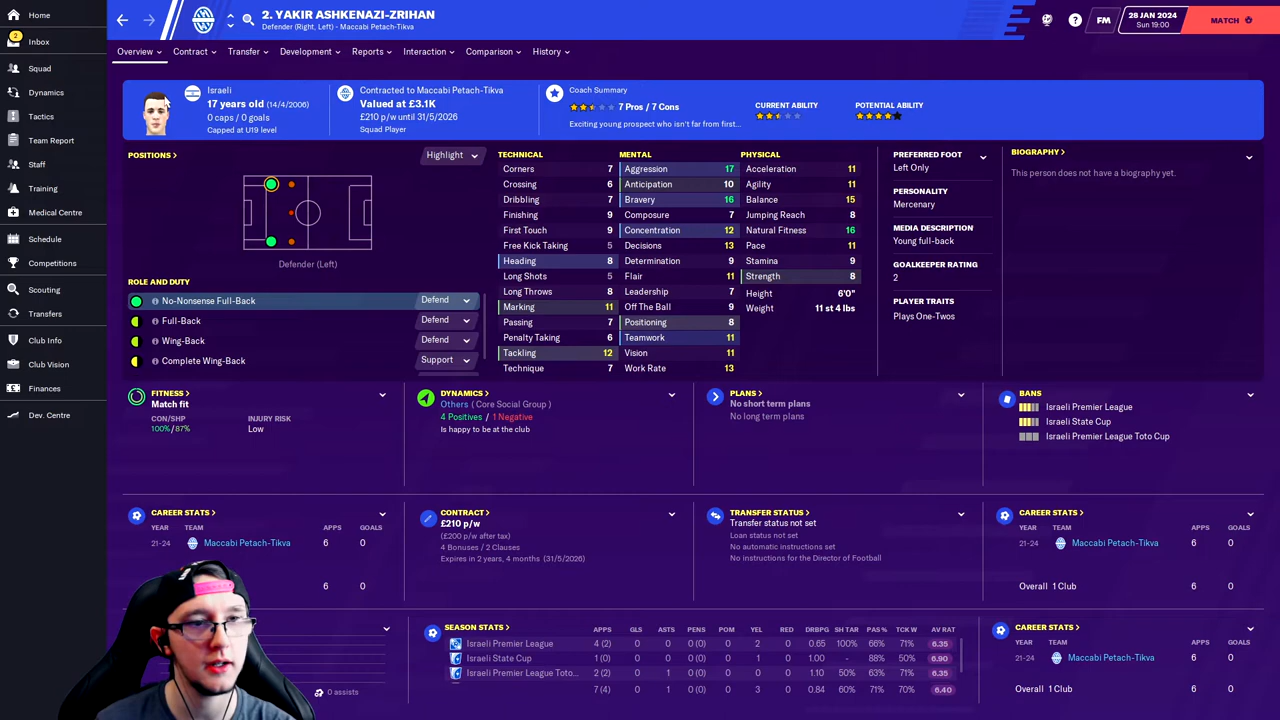 Home
2. YAKIR ASHKENAZI-ZRIHAN
Defender (Right, Left) - Maccabi Petach-Tikva
FM
28 JAN 2024
Sun 19:00
MATCH
2
Inbox
Squad
Dynamics
Tactics
Team Report
Staff
Training
Medical Centre
Schedule
Competitions
Scouting
Transfers
Club Info
Club Vision
Finances
Dev. Centre
Overview
Contract
Transfer
Development
Reports
Interaction
Comparison
History
Israeli
17 years old (14/4/2006)
0 caps / 0 goals
Capped at U19 level
Contracted to Maccabi Petach-Tikva
Valued at £3.1K
£210 p/w until 31/5/2026
Squad Player
Coach Summary
7 Pros / 7 Cons
Exciting young prospect who isn't far from first...
CURRENT ABILITY
POTENTIAL ABILITY
POSITIONS
Highlight
Defender (Left)
ROLE AND DUTY
No-Nonsense Full-Back Defend
Full-Back Defend
Wing-Back Defend
Complete Wing-Back Support
TECHNICAL
Corners 7
Crossing 6
Dribbling 7
Finishing 9
First Touch 9
Free Kick Taking 5
Heading 8
Long Shots 5
Long Throws 8
Marking 11
Passing 7
Penalty Taking 6
Tackling 12
Technique 7
MENTAL
Aggression 17
Anticipation 10
Bravery 16
Composure 7
Concentration 12
Decisions 13
Determination 9
Flair 11
Leadership 7
Off The Ball 9
Positioning 8
Teamwork 11
Vision 11
Work Rate 13
PHYSICAL
Acceleration 11
Agility 11
Balance 15
Jumping Reach 8
Natural Fitness 16
Pace 11
Stamina 9
Strength 8
Height 6'0"
Weight 11 st 4 lbs
PREFERRED FOOT
Left Only
PERSONALITY
Mercenary
MEDIA DESCRIPTION
Young full-back
GOALKEEPER RATING
2
PLAYER TRAITS
Plays One-Twos
BIOGRAPHY
This person does not have a biography yet.
FITNESS
Match fit
CON/SHP
100%/87%
INJURY RISK
Low
DYNAMICS
Others ( Core Social Group )
4 Positives / 1 Negative
Is happy to be at the club
PLANS
No short term plans
No long term plans
BANS
Israeli Premier League
Israeli State Cup
Israeli Premier League Toto Cup
CAREER STATS
YEAR TEAM APPS GOALS
21-24 Maccabi Petach-Tikva 6 0
6 0
CONTRACT
£210 p/w
(£200 p/w after tax)
4 Bonuses / 2 Clauses
Expires in 2 years, 4 months (31/5/2026)
TRANSFER STATUS
Transfer status not set
Loan status not set
No automatic instructions set
No instructions for the Director of Football
CAREER STATS
YEAR TEAM APPS GOALS
21-24 Maccabi Petach-Tikva 6 0
Overall 1 Club 6 0
0 assists
SEASON STATS
APPS GLS ASTS PENS POM YEL RED DRBPG SH TAR PAS % TCK W AV RAT
Israeli Premier League 4 (2) 0 0 0 (0) 0 2 0 0.65 100% 66% 71% 6.35
Israeli State Cup 1 (0) 0 0 0 (0) 0 1 0 1.00 - 88% 50% 6.90
Israeli Premier League Toto... 2 (2) 0 1 0 (0) 0 0 0 1.10 50% 63% 71% 6.35
7 (4) 0 1 0 (0) 0 3 0 0.84 60% 71% 70% 6.40
CAREER STATS
YEAR TEAM APPS GOALS
21-24 Maccabi Petach-Tikva 6 0
Overall 1 Club 6 0